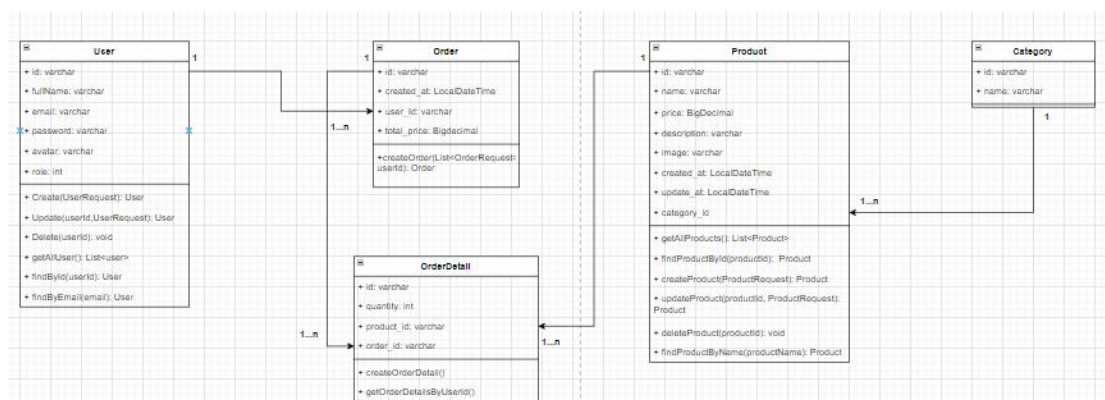 User
+ id: varchar
+ fullName: varchar
+ email: varchar
+ password: varchar
+ avatar: varchar
+ role: int
+ Create(UserRequest): User
+ Update(userId,UserRequest): User
+ Delete(userId): void
+ getAllUser(): List<user>
+ findById(userId): User
+ findByEmail(email): User
1
1...n
Order
+ id: varchar
+ created_at: LocalDateTime
+ user_id: varchar
+ total_price: Bigdecimal
+createOrder(List<OrderRequest>
userId): Order
1
1...n
OrderDetail
+ id: varchar
+ quantity: int
+ product_id: varchar
+ order_id: varchar
+ createOrderDetail()
+ getOrderDetailsByUserId()
1...n
1
Product
+ id: varchar
+ name: varchar
+ price: BigDecimal
+ description: varchar
+ image: varchar
+ created_at: LocalDateTime
+ update_at: LocalDateTime
+ category_id
+ getAllProducts(): List<Product>
+ findProductById(productId): Product
+ createProduct(ProductRequest): Product
+ updateProduct(productId, ProductRequest):
Product
+ deleteProduct(productId): void
+ findProductByName(productName): Product
1...n
Category
+ id: varchar
+ name: varchar
1